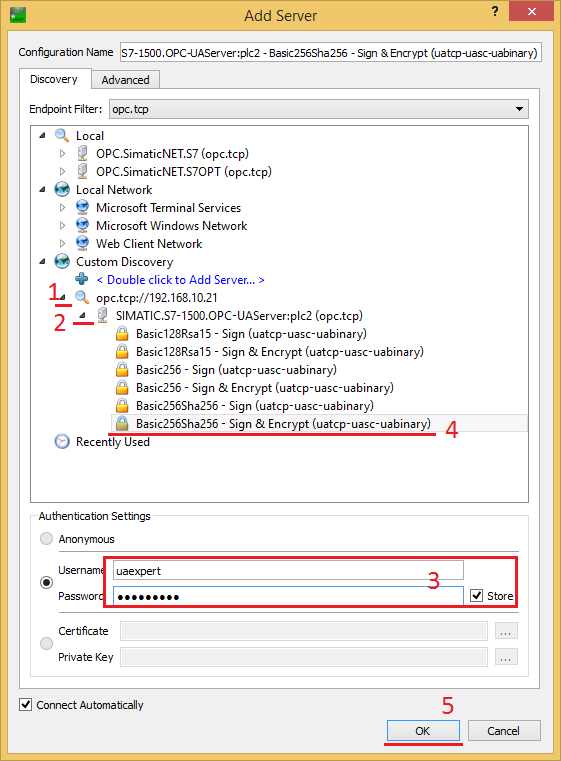 Add Server
?
Configuration Name S7-1500.OPC-UAServer:plc2 - Basic256Sha256 - Sign & Encrypt (uatcp-uasc-uabinary)
Discovery Advanced
Endpoint Filter: opc.tcp
Local
OPC.SimaticNET.S7 (opc.tcp)
OPC.SimaticNET.S7OPT (opc.tcp)
Local Network
Microsoft Terminal Services
Microsoft Windows Network
Web Client Network
Custom Discovery
< Double click to Add Server... >
1 opc.tcp://192.168.10.21
2 SIMATIC.S7-1500.OPC-UAServer:plc2 (opc.tcp)
Basic128Rsa15 - Sign (uatcp-uasc-uabinary)
Basic128Rsa15 - Sign & Encrypt (uatcp-uasc-uabinary)
Basic256 - Sign (uatcp-uasc-uabinary)
Basic256 - Sign & Encrypt (uatcp-uasc-uabinary)
Basic256Sha256 - Sign (uatcp-uasc-uabinary)
Basic256Sha256 - Sign & Encrypt (uatcp-uasc-uabinary) 4
Recently Used
Authentication Settings
Anonymous
Username uaexpert 3
Password ●●●●●●●●● Store
Certificate ...
Private Key ...
Connect Automatically 5
OK Cancel